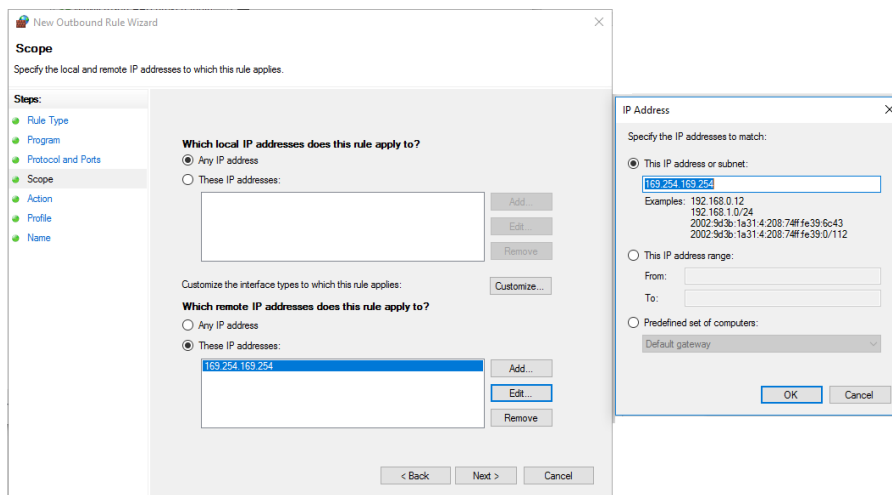 New Outbound Rule Wizard
Scope
Specify the local and remote IP addresses to which this rule applies.
Steps:
Rule Type
Program
Protocol and Ports
Scope
Action
Profile
Name
Which local IP addresses does this rule apply to?
Any IP address
These IP addresses:
Add...
Edit...
Remove
Customize the interface types to which this rule applies:
Customize...
Which remote IP addresses does this rule apply to?
Any IP address
These IP addresses:
169.254.169.254
Add...
Edit...
Remove
< Back
Next >
Cancel
IP Address
Specify the IP addresses to match:
This IP address or subnet:
169.254.169.254
Examples: 192.168.0.12
192.168.1.0/24
2002:9d3b:1a31:4:208:74ff:fe39:6c43
2002:9d3b:1a31:4:208:74ff:fe39:0/112
This IP address range:
From:
To:
Predefined set of computers:
Default gateway
OK
Cancel